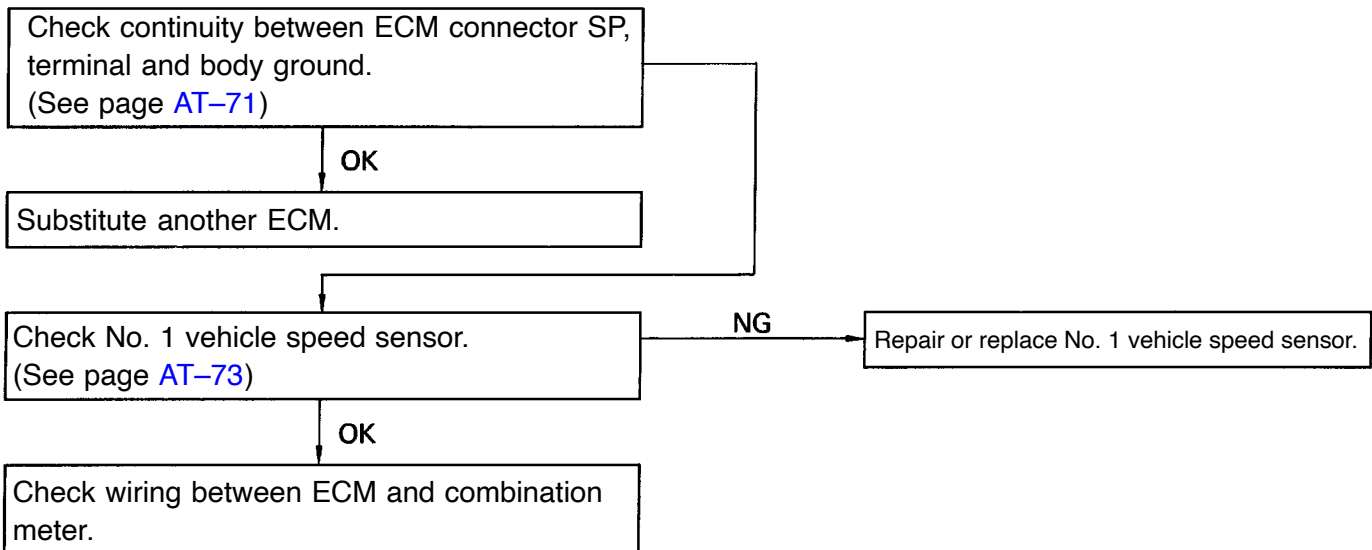 Check continuity between ECM connector SP,
terminal and body ground.
(See page AT–71)
OK
Substitute another ECM.
Check No. 1 vehicle speed sensor.
(See page AT–73)
NG
Repair or replace No. 1 vehicle speed sensor.
OK
Check wiring between ECM and combination
meter.